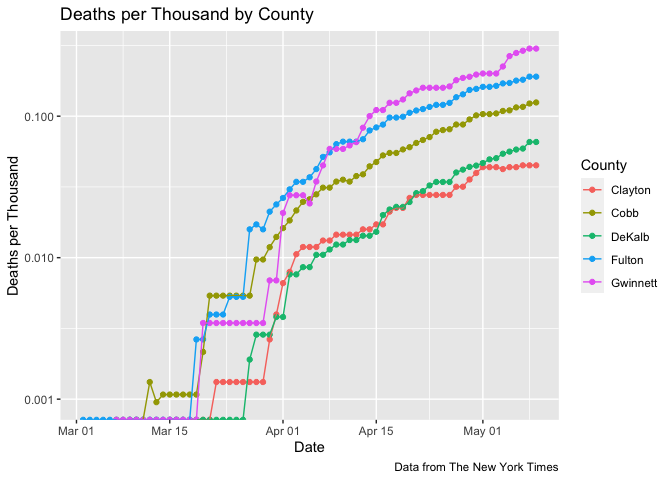 Deaths per Thousand by County
Deaths per Thousand
0.100
0.010
0.001
Mar 01 Mar 15 Apr 01 Apr 15 May 01
Date
County
Clayton
Cobb
DeKalb
Fulton
Gwinnett
Data from The New York Times